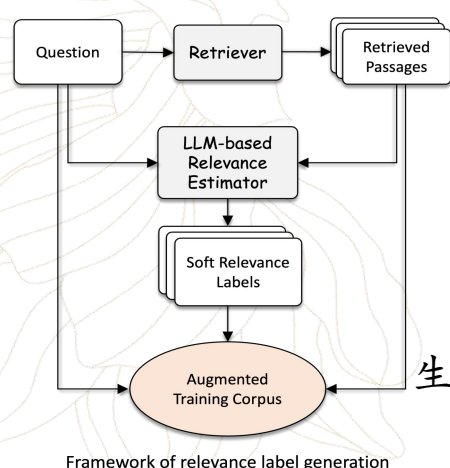 Question
Retriever
Retrieved
Passages
LLM-based
Relevance
Estimator
Soft Relevance
Labels
生
Augmented
Training Corpus
Framework of relevance label generation